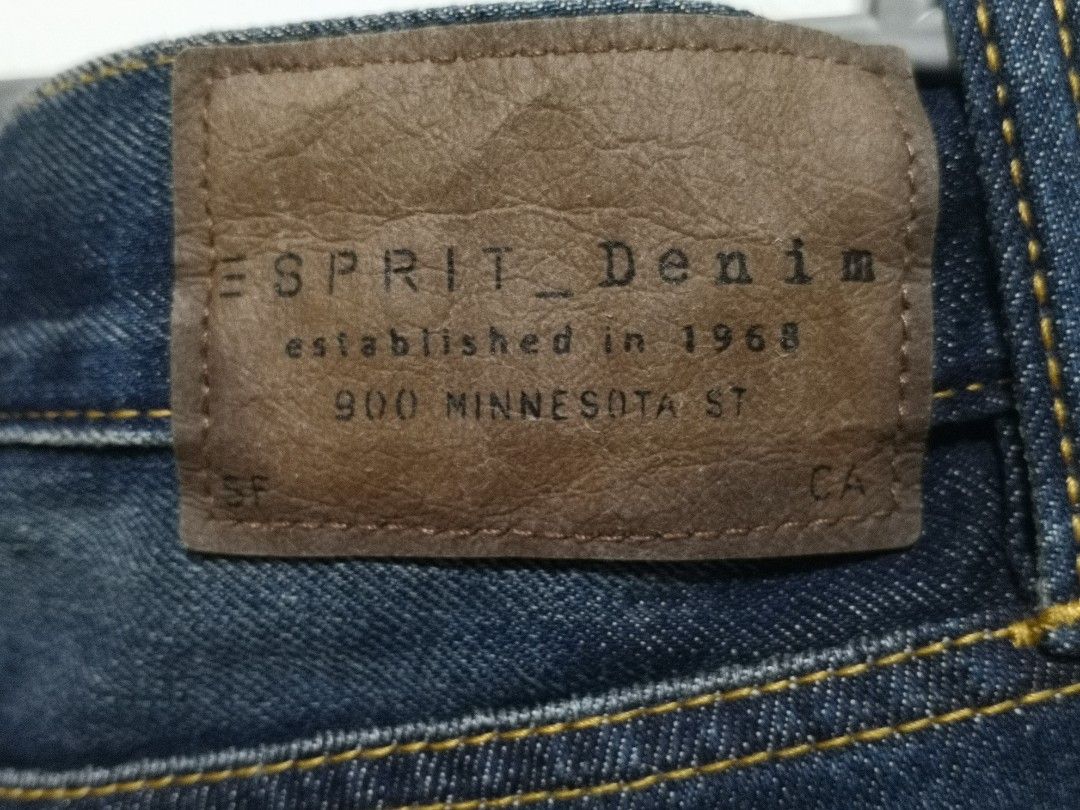 ESPRIT_Denim
established in 1968
900 MINNESOTA ST
SF CA